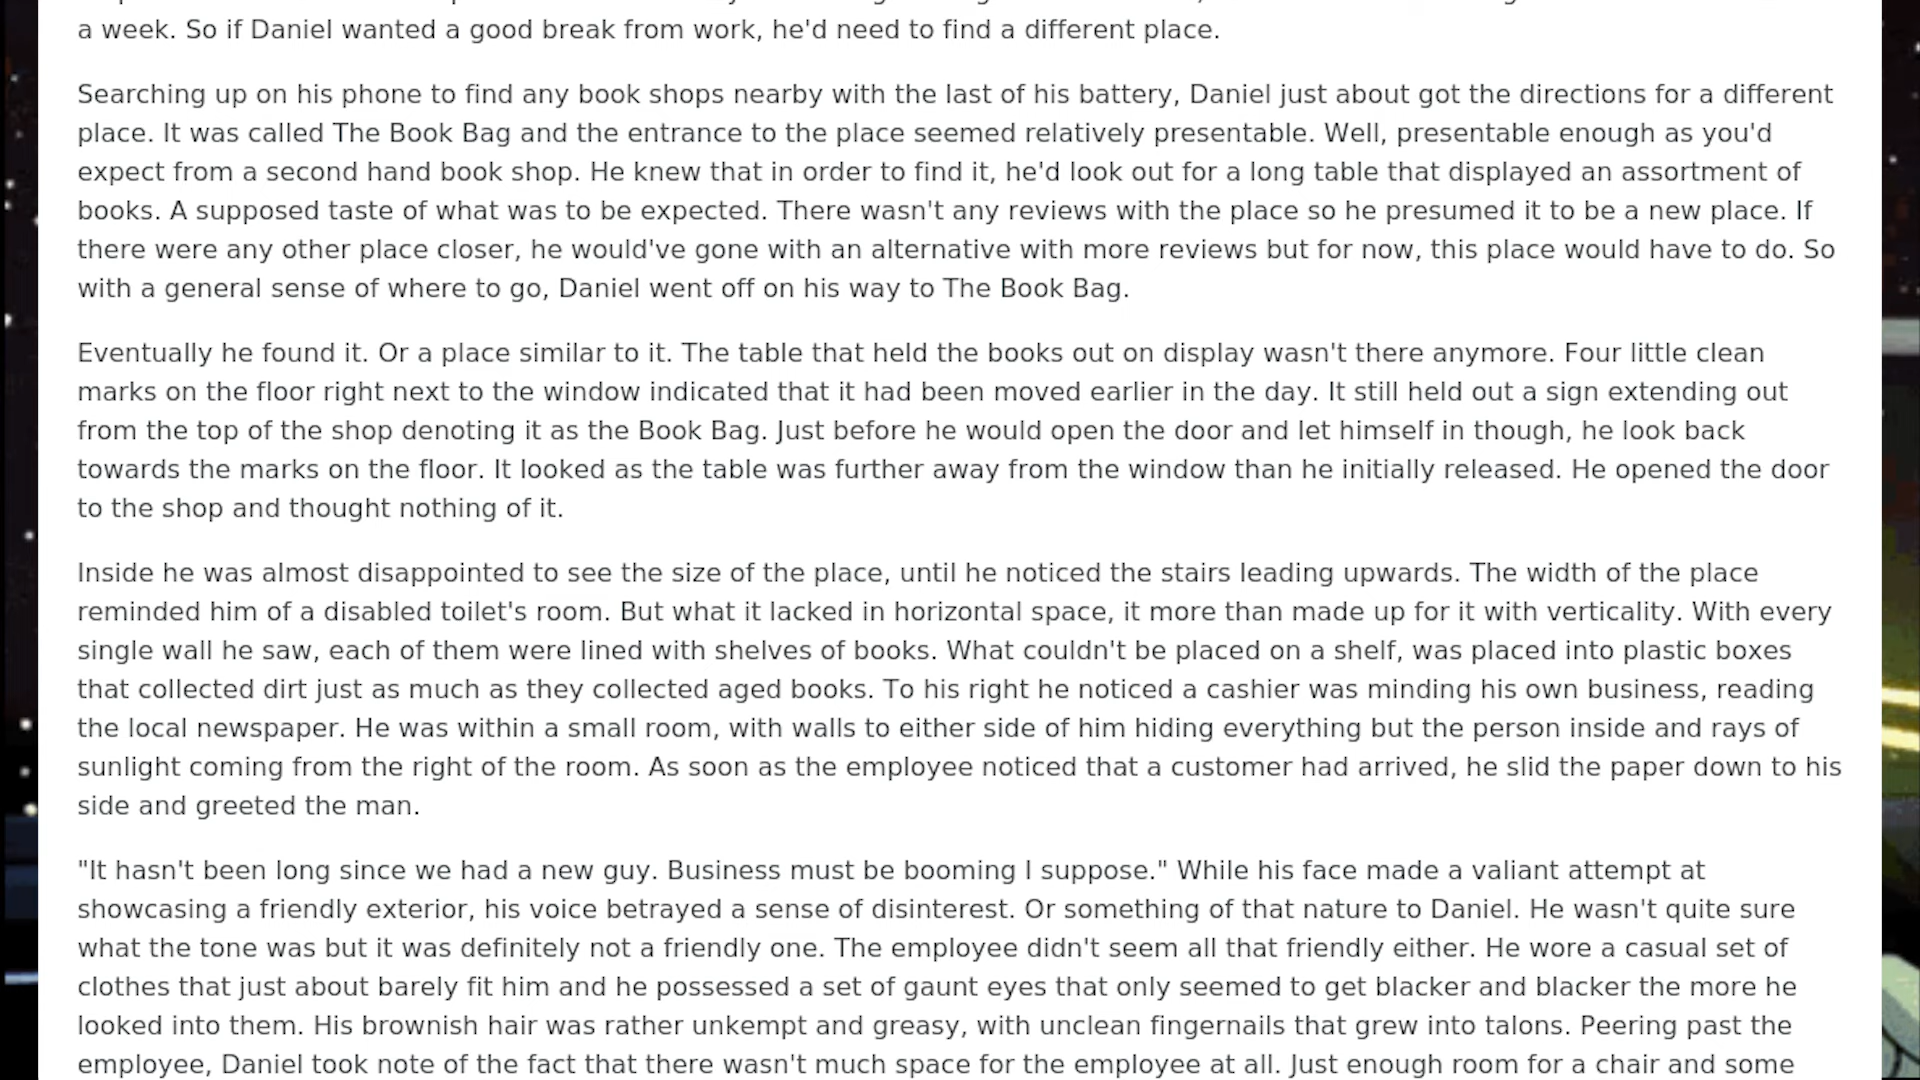 a week. So if Daniel wanted a good break from work, he'd need to find a different place.
Searching up on his phone to find any book shops nearby with the last of his battery, Daniel just about got the directions for a different
place. It was called The Book Bag and the entrance to the place seemed relatively presentable. Well, presentable enough as you'd
expect from a second hand book shop. He knew that in order to find it, he'd look out for a long table that displayed an assortment of
books. A supposed taste of what was to be expected. There wasn't any reviews with the place so he presumed it to be a new place. If
there were any other place closer, he would've gone with an alternative with more reviews but for now, this place would have to do. So
with a general sense of where to go, Daniel went off on his way to The Book Bag.
Eventually he found it. Or a place similar to it. The table that held the books out on display wasn't there anymore. Four little clean
marks on the floor right next to the window indicated that it had been moved earlier in the day. It still held out a sign extending out
from the top of the shop denoting it as the Book Bag. Just before he would open the door and let himself in though, he look back
towards the marks on the floor. It looked as the table was further away from the window than he initially released. He opened the door
to the shop and thought nothing of it.
Inside he was almost disappointed to see the size of the place, until he noticed the stairs leading upwards. The width of the place
reminded him of a disabled toilet's room. But what it lacked in horizontal space, it more than made up for it with verticality. With every
single wall he saw, each of them were lined with shelves of books. What couldn't be placed on a shelf, was placed into plastic boxes
that collected dirt just as much as they collected aged books. To his right he noticed a cashier was minding his own business, reading
the local newspaper. He was within a small room, with walls to either side of him hiding everything but the person inside and rays of
sunlight coming from the right of the room. As soon as the employee noticed that a customer had arrived, he slid the paper down to his
side and greeted the man.
"It hasn't been long since we had a new guy. Business must be booming I suppose." While his face made a valiant attempt at
showcasing a friendly exterior, his voice betrayed a sense of disinterest. Or something of that nature to Daniel. He wasn't quite sure
what the tone was but it was definitely not a friendly one. The employee didn't seem all that friendly either. He wore a casual set of
clothes that just about barely fit him and he possessed a set of gaunt eyes that only seemed to get blacker and blacker the more he
looked into them. His brownish hair was rather unkempt and greasy, with unclean fingernails that grew into talons. Peering past the
employee, Daniel took note of the fact that there wasn't much space for the employee at all. Just enough room for a chair and some